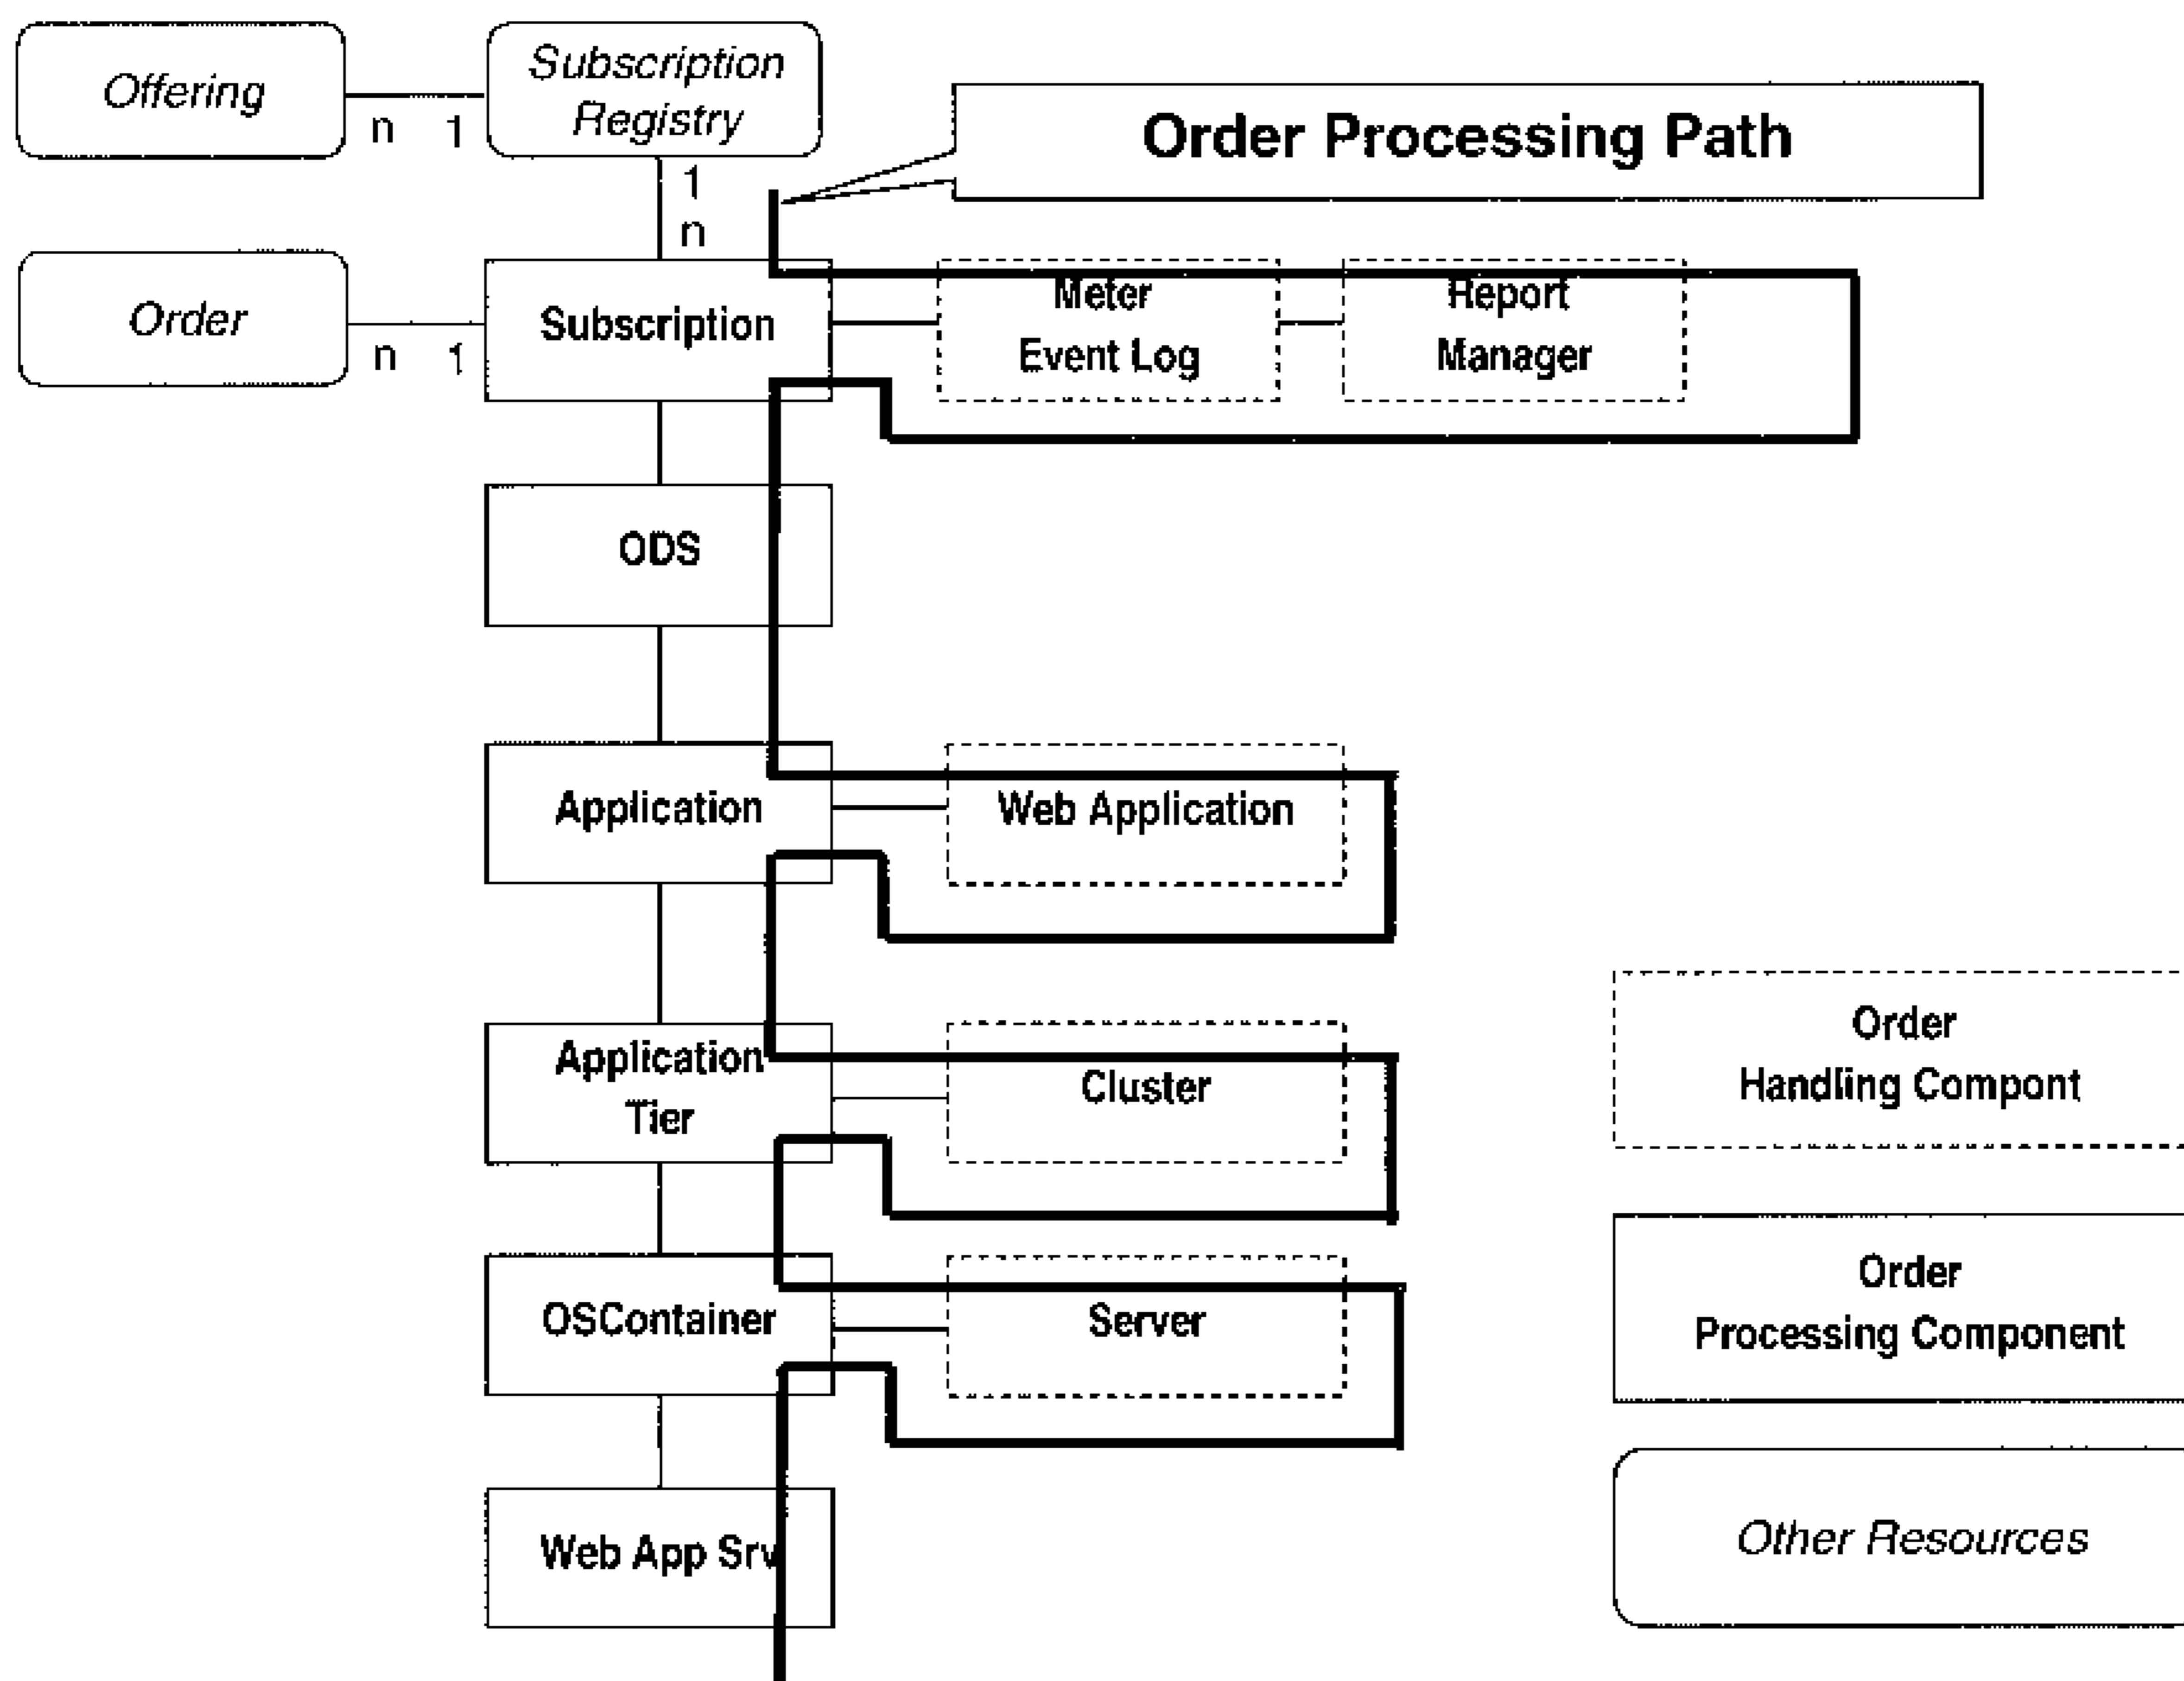 Offering
n 1
Subscription
Registry
1
n
Order Processing Path
Order
n 1
Subscription
Meter
Event Log
Report
Manager
ODS
Application
Web Application
Application
Tier
Cluster
OSContainer
Server
Web App Srv
Order
Handling Compont
Order
Processing Component
Other Resources